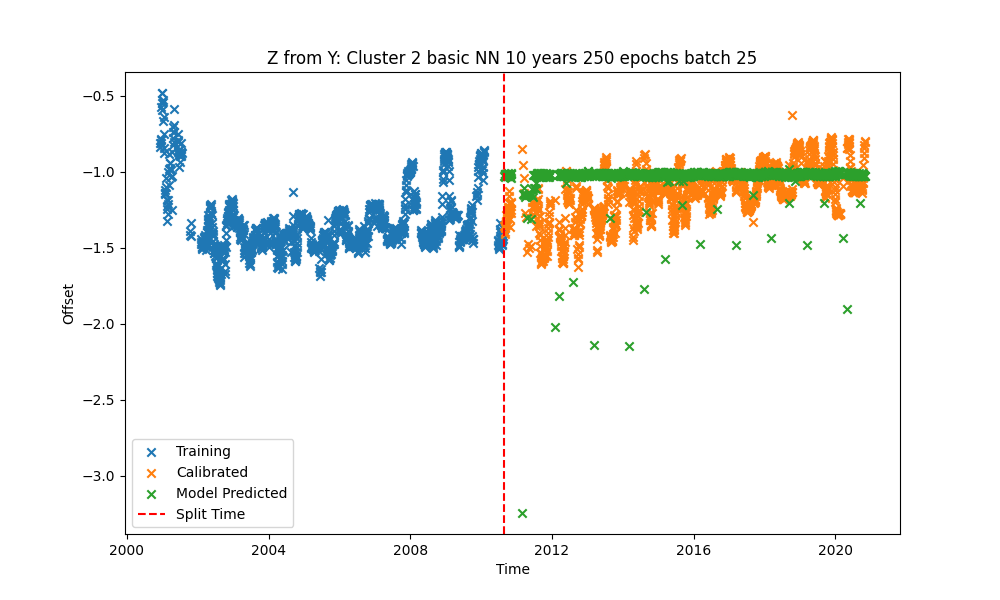 Z from Y: Cluster 2 basic NN 10 years 250 epochs batch 25
−0.5
−1.0
−1.5
−2.0
−2.5
−3.0
Offset
Training
Calibrated
Model Predicted
Split Time
2000
2004
2008
2012
2016
2020
Time